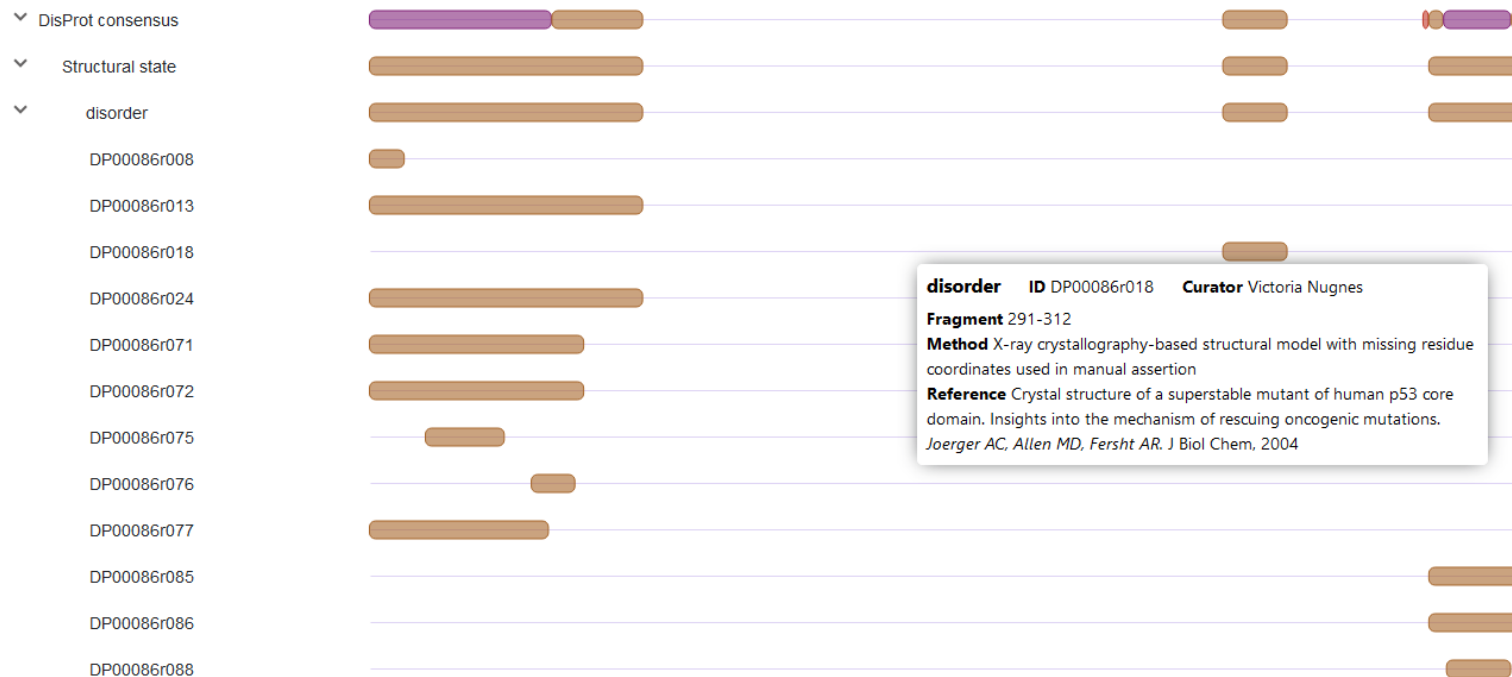 DisProt consensus
Structural state
disorder
DP00086r008
DP00086r013
DP00086r018
DP00086r024
DP00086r071
DP00086r072
DP00086r075
DP00086r076
DP00086r077
DP00086r085
DP00086r086
DP00086r088
disorder ID DP00086r018 Curator Victoria Nugnes
Fragment 291-312
Method X-ray crystallography-based structural model with missing residue
coordinates used in manual assertion
Reference Crystal structure of a superstable mutant of human p53 core
domain. Insights into the mechanism of rescuing oncogenic mutations.
Joerger AC, Allen MD, Fersht AR. J Biol Chem, 2004